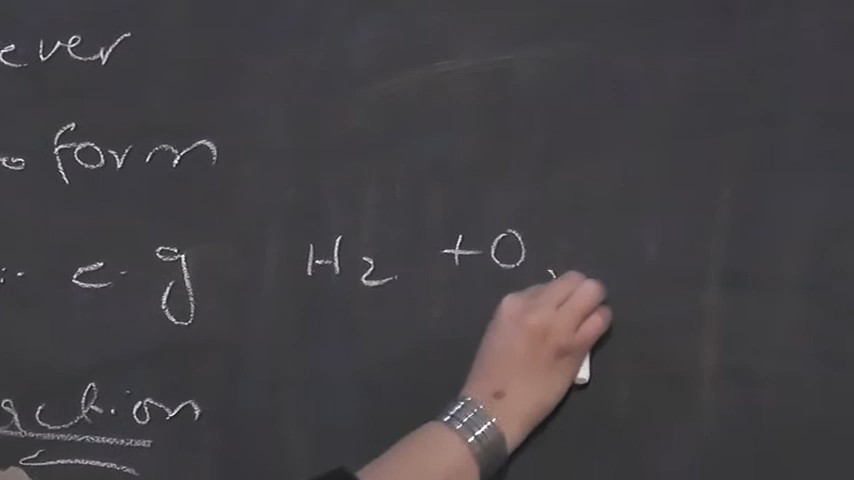 ever
o form
e.g H₂ + O
action